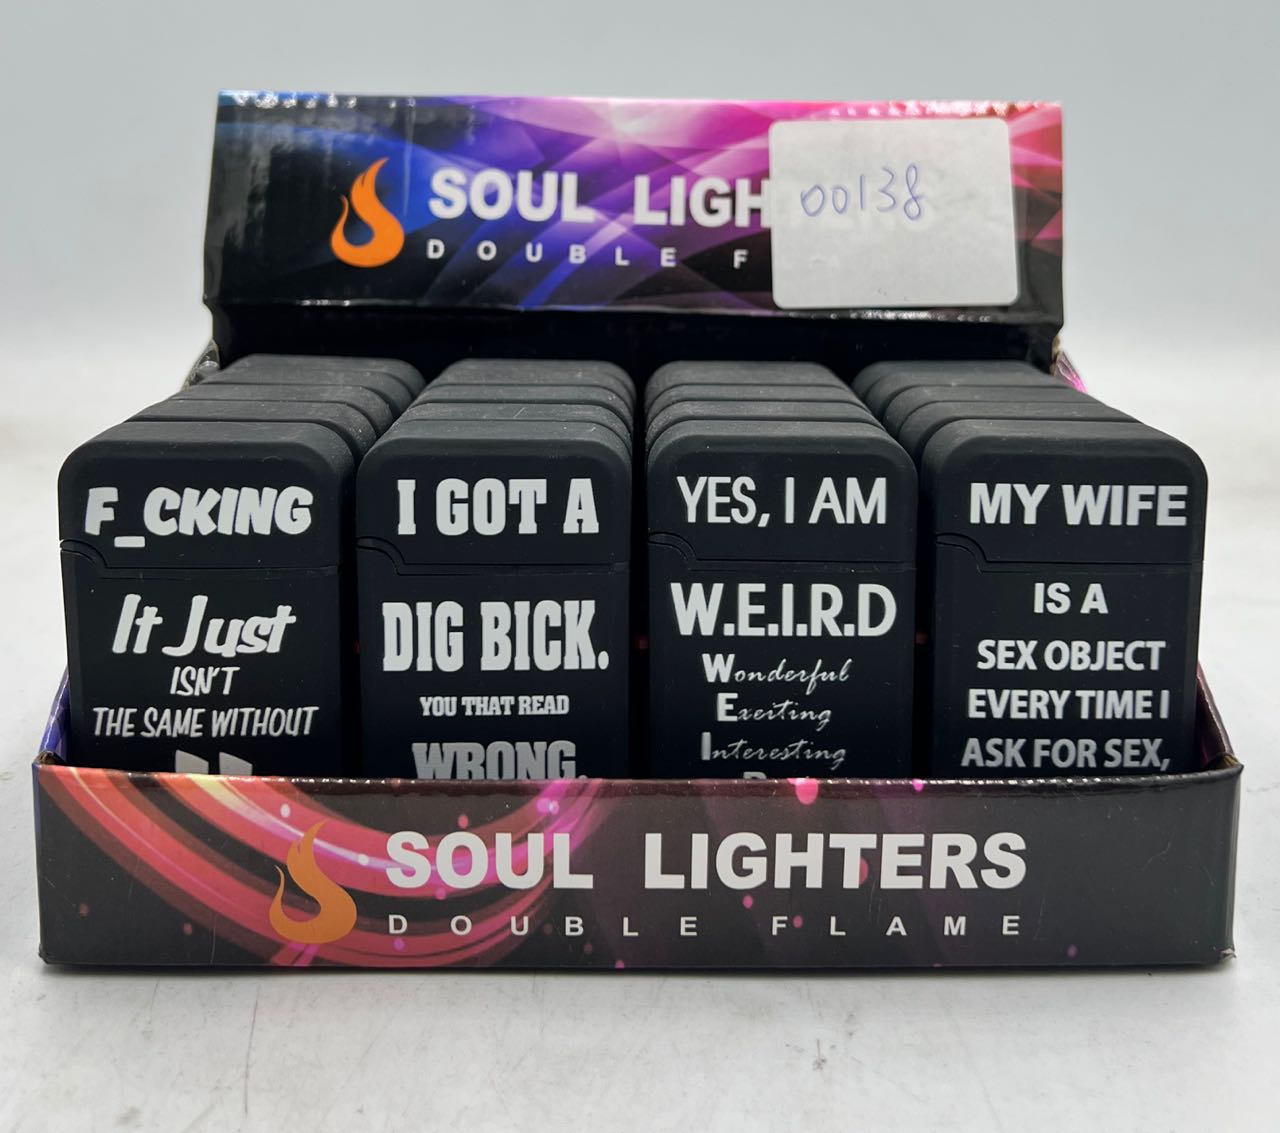 SOUL LIGH
DOUBLE F
00138
F_CKING
It Just
ISN'T
THE SAME WITHOUT
I GOT A
DIG BICK.
YOU THAT READ
WRONG.
YES, I AM
W.E.I.R.D
Wonderful
Exciting
Interesting
MY WIFE
IS A
SEX OBJECT
EVERY TIME I
ASK FOR SEX,
SOUL LIGHTERS
DOUBLE FLAME